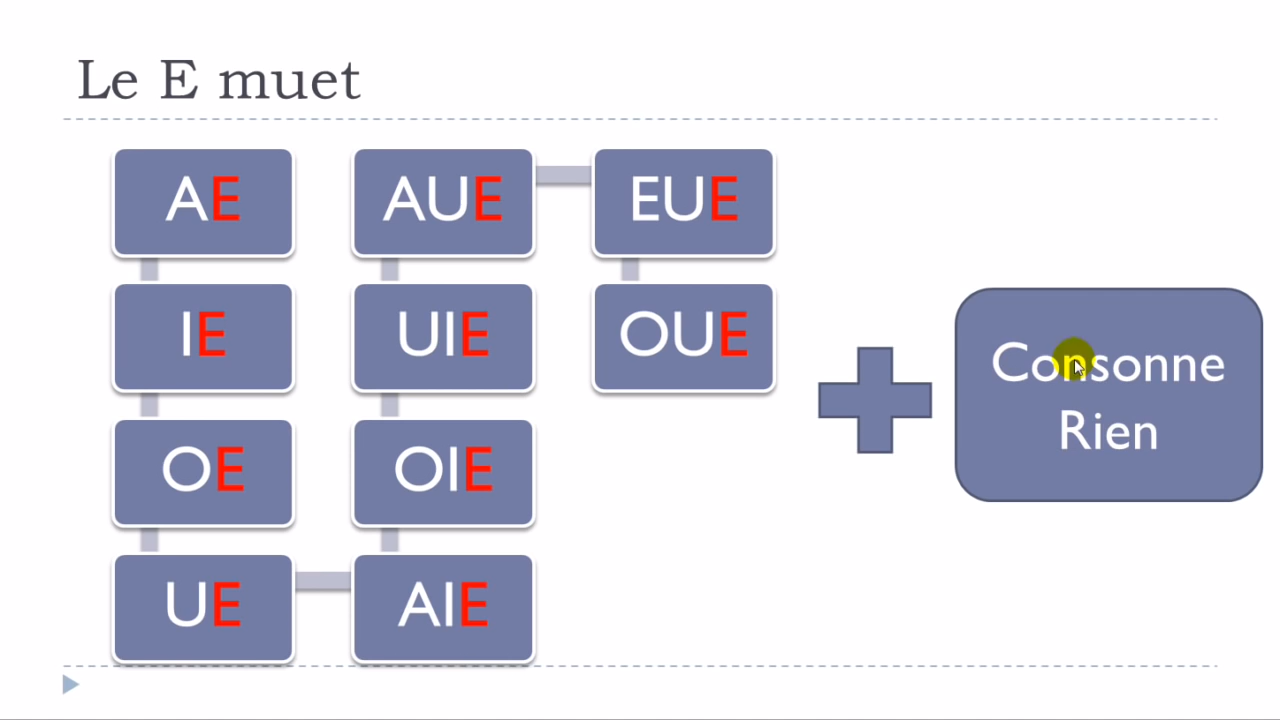 Le E muet
AE
IE
OE
UE
AIE
OIE
UIE
AUE
EUE
OUE
Consonne
Rien